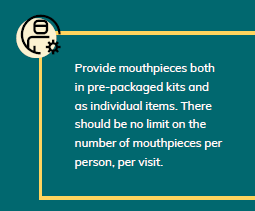 Provide mouthpieces both
in pre-packaged kits and
as individual items. There
should be no limit on the
number of mouthpieces per
person, per visit.